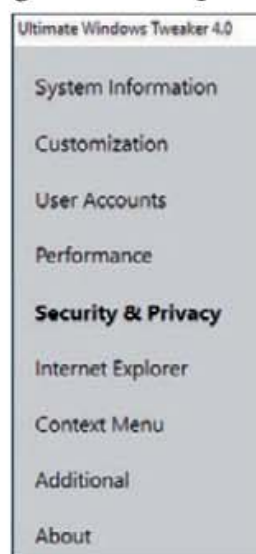 Ultimate Windows Tweaker 4.0
System Information
Customization
User Accounts
Performance
Security & Privacy
Internet Explorer
Context Menu
Additional
About